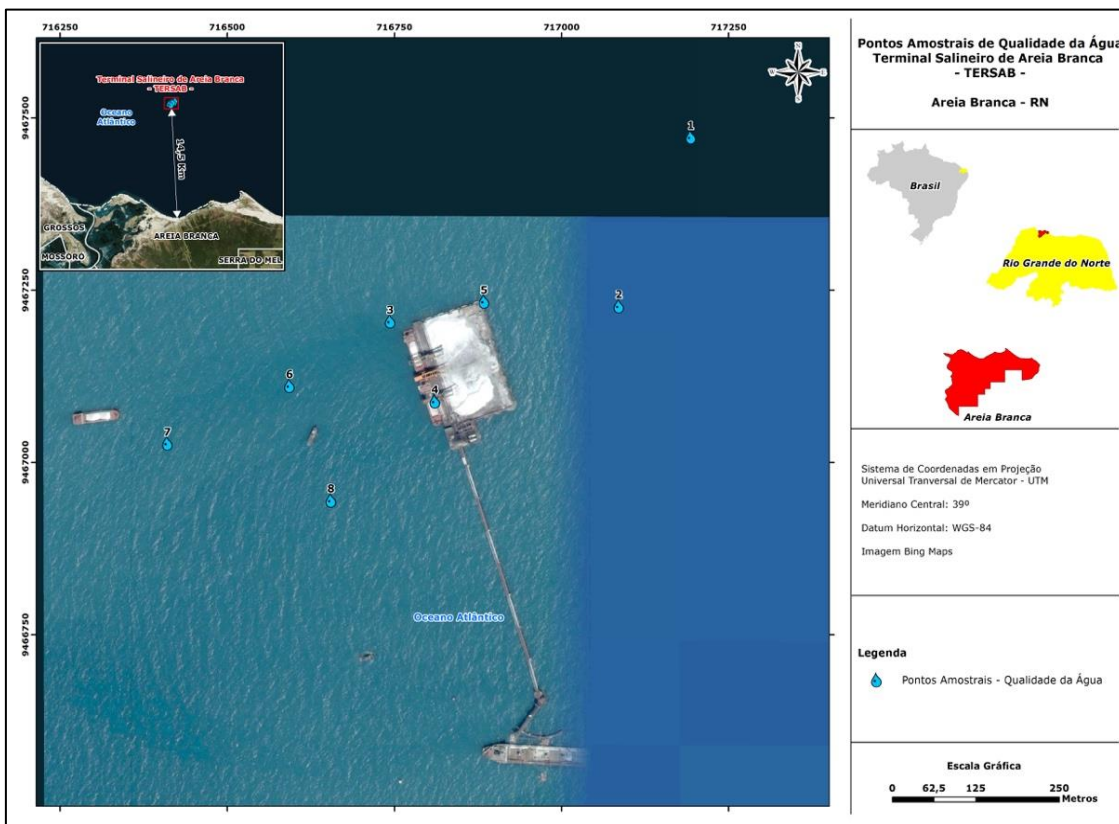 716250
716500
716750
717000
717250
9467500
9467250
9467000
9466750
Terminal Salineiro de Areia Branca
- TERSAB -
Oceano
Atlântico
14,5 Km
GROSSOS
AREIA BRANCA
MOSSORÓ
SERRA DO MEL
N
W
E
S
1
2
3
4
5
6
7
8
Oceano Atlântico
Pontos Amostrais de Qualidade da Água
Terminal Salineiro de Areia Branca
- TERSAB -
Areia Branca - RN
Brasil
Rio Grande do Norte
Areia Branca
Sistema de Coordenadas em Projeção
Universal Tranversal de Mercator - UTM
Meridiano Central: 39º
Datum Horizontal: WGS-84
Imagem Bing Maps
Legenda
Pontos Amostrais - Qualidade da Água
Escala Gráfica
0 62,5 125 250
Metros